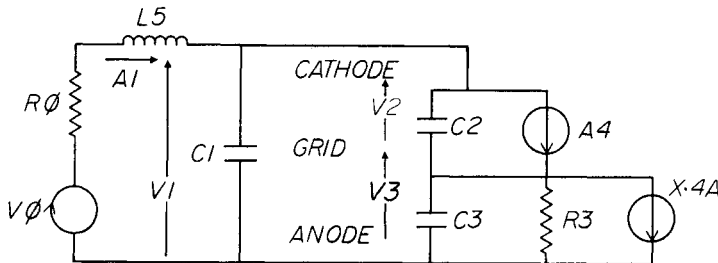 L5
A1
CATHODE
RØ
V2
C2
A4
C1
GRID
V1
V3
VØ
C3
R3
X·4A
ANODE